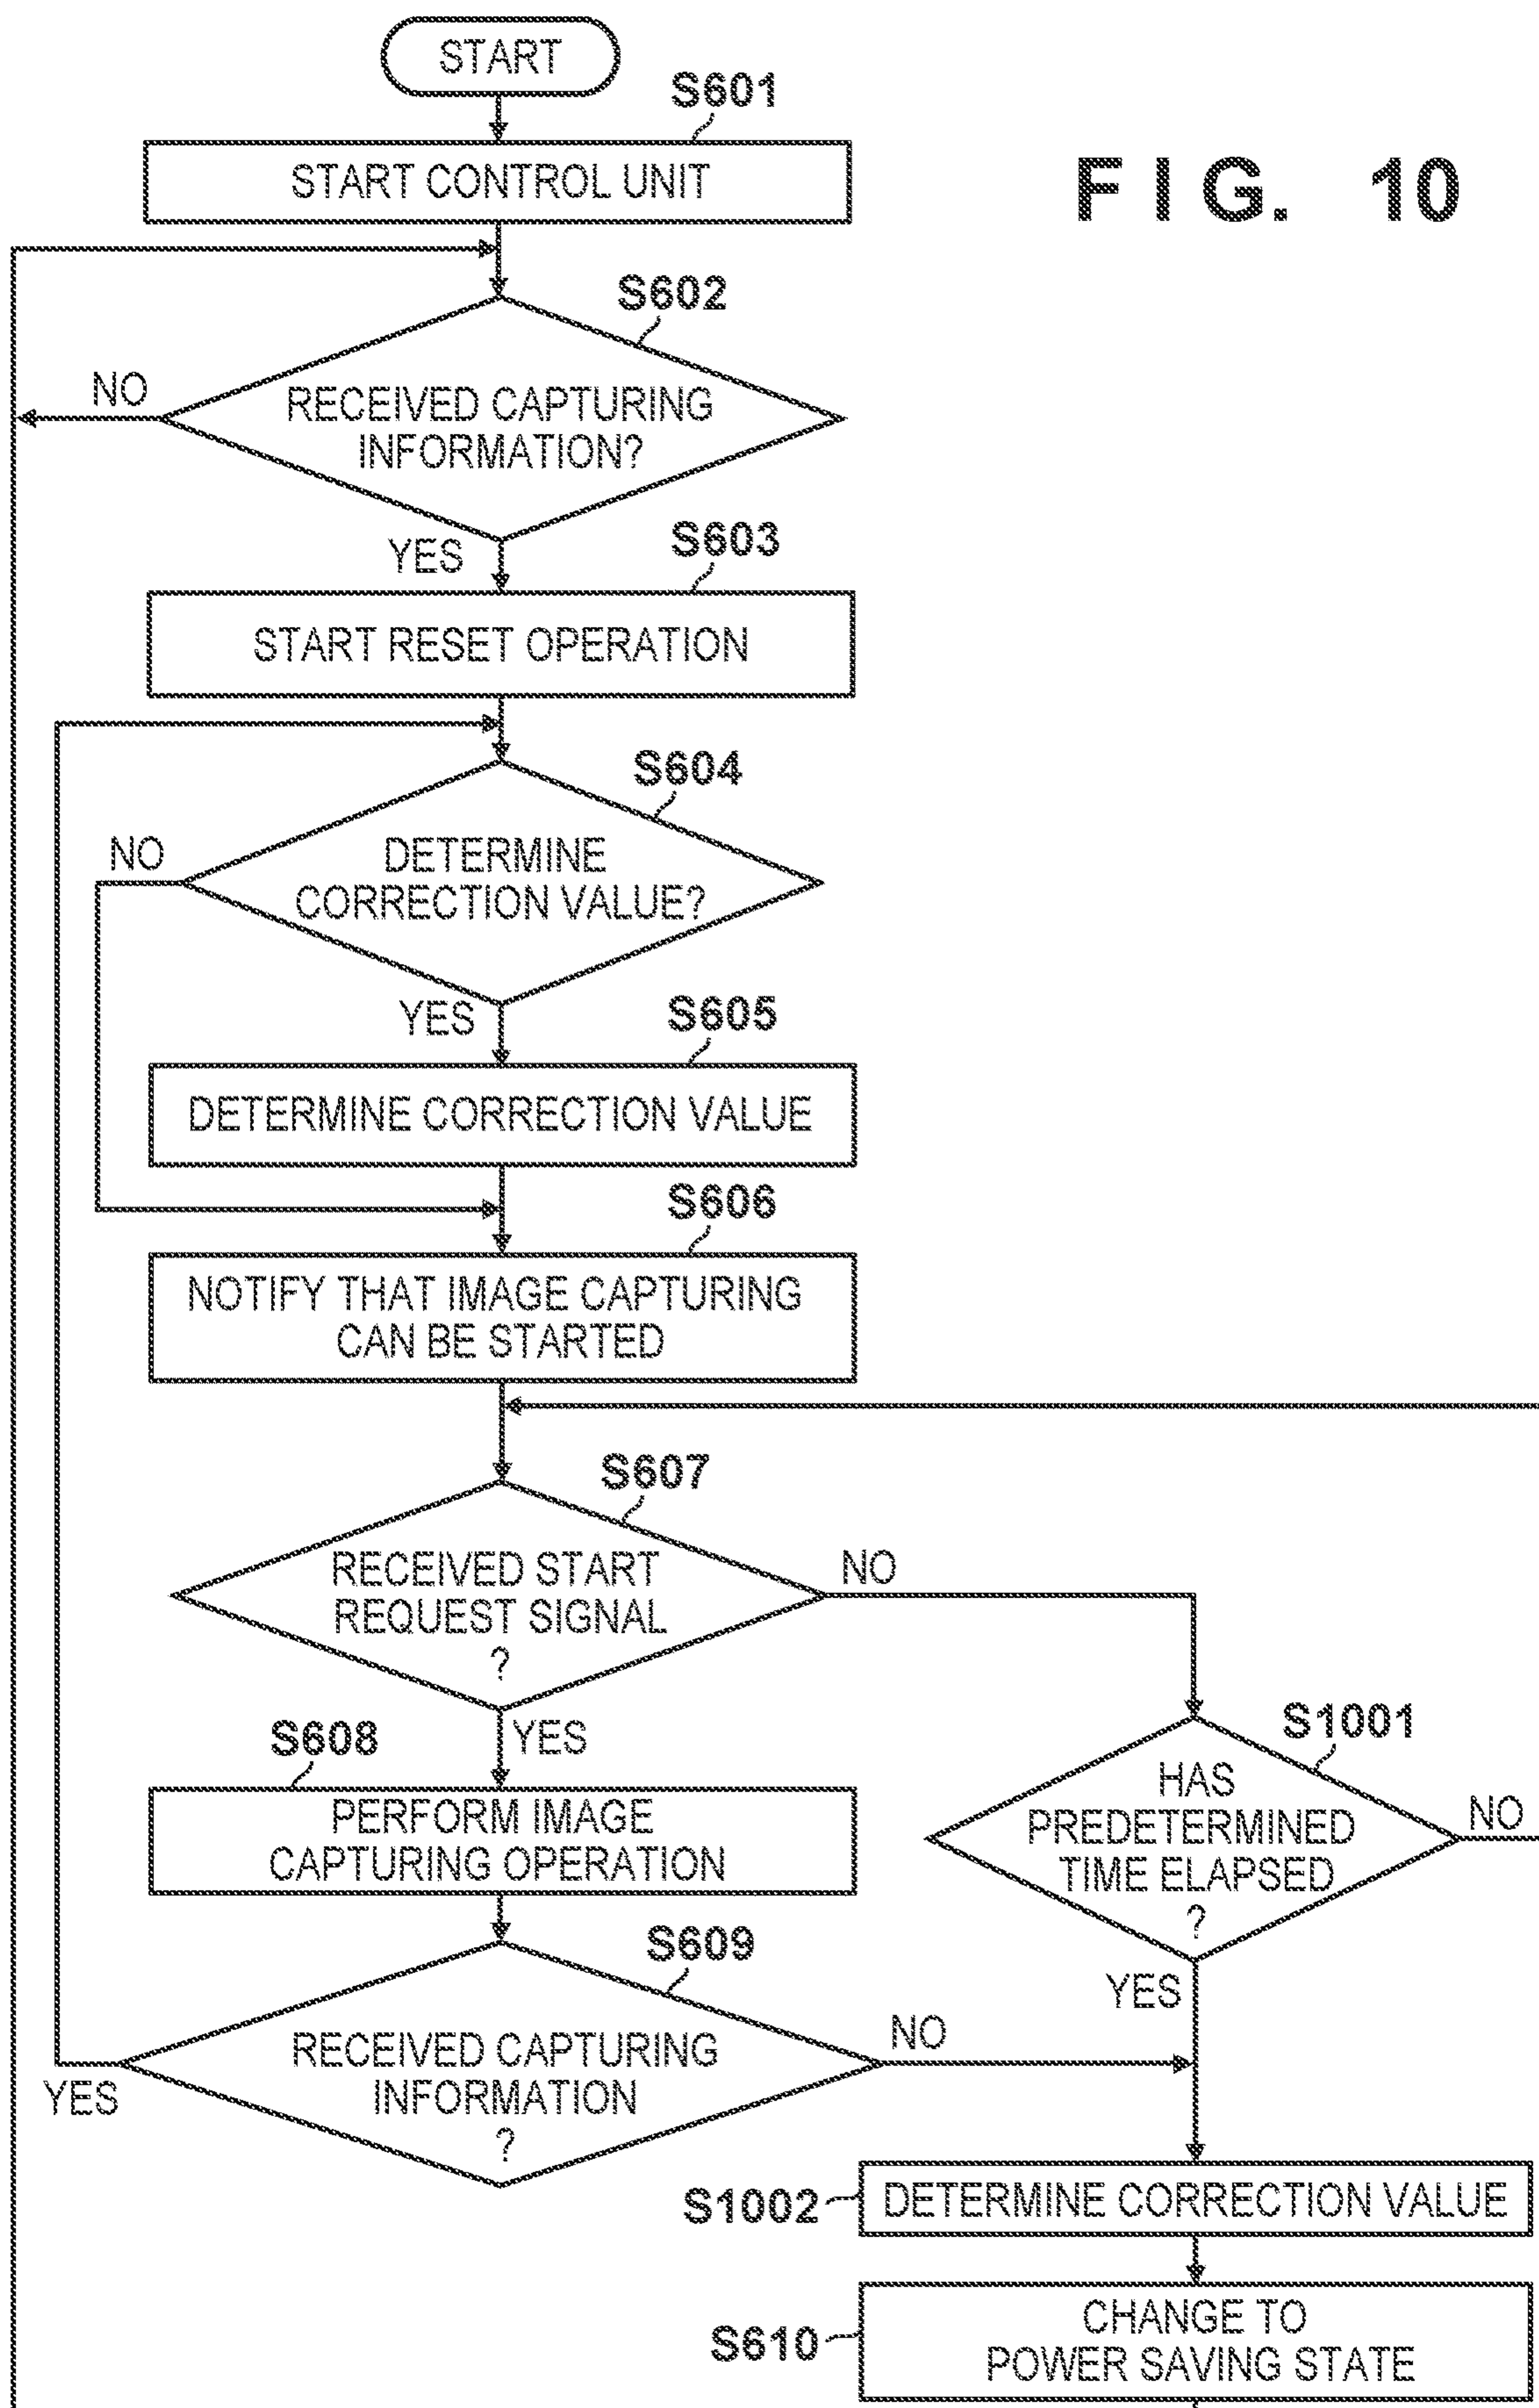 START
S601
START CONTROL UNIT
FIG. 10
S602
NO
RECEIVED CAPTURING
INFORMATION?
YES
S603
START RESET OPERATION
S604
NO
DETERMINE
CORRECTION VALUE?
YES
S605
DETERMINE CORRECTION VALUE
S606
NOTIFY THAT IMAGE CAPTURING
CAN BE STARTED
S607
RECEIVED START
REQUEST SIGNAL
?
NO
YES
S608
PERFORM IMAGE
CAPTURING OPERATION
S1001
HAS
PREDETERMINED
TIME ELAPSED
?
NO
YES
S609
RECEIVED CAPTURING
INFORMATION
?
NO
YES
S1002
DETERMINE CORRECTION VALUE
S610
CHANGE TO
POWER SAVING STATE